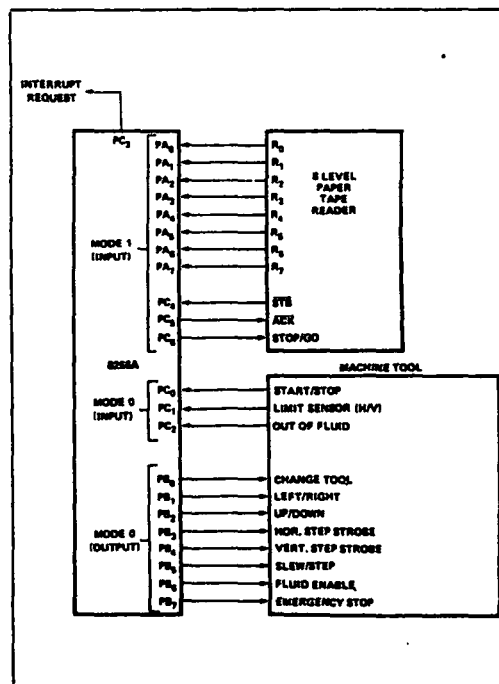 INTERRUPT
REQUEST
PC3
MODE 1
(INPUT)
PA0
PA1
PA2
PA3
PA4
PA5
PA6
PA7
PC4
PC5
PC6
R0
R1
R2
R3
R4
R5
R6
R7
STB
ACK
STOP/GO
8 LEVEL
PAPER
TAPE
READER
8255A
MODE 0
(INPUT)
PC0
PC1
PC2
MACHINE TOOL
START/STOP
LIMIT SENSOR (H/V)
OUT OF FLUID
MODE 0
(OUTPUT)
PB0
PB1
PB2
PB3
PB4
PB5
PB6
PB7
CHANGE TOOL
LEFT/RIGHT
UP/DOWN
HOR. STEP STROBE
VERT. STEP STROBE
SLEW/STEP
FLUID ENABLE
EMERGENCY STOP